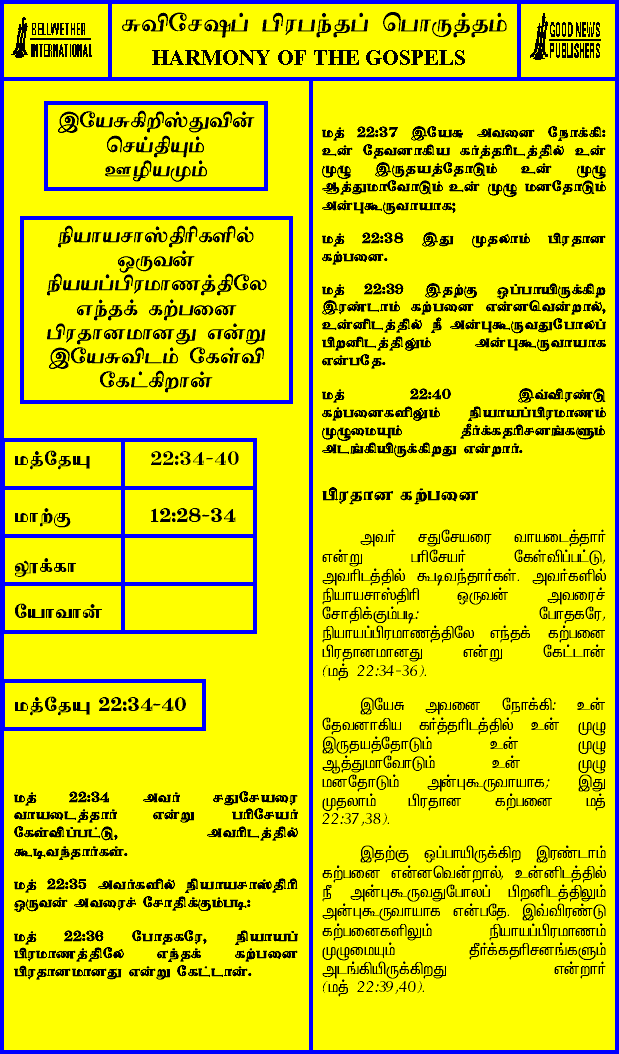 BELLWETHER
INTERNATIONAL
சுவிசேஷப் பிரபந்தப் பொருத்தம்
HARMONY OF THE GOSPELS
GOOD NEWS
PUBLISHERS
இயேசுகிறிஸ்துவின்
செய்தியும்
ஊழியமும்
நியாயசாஸ்திரிகளில்
ஒருவன்
நியயப்பிரமாணத்திலே
எந்தக் கற்பனை
பிரதானமானது என்று
இயேசுவிடம் கேள்வி
கேட்கிறான்
மத்தேயு 22:34-40
மாற்கு 12:28-34
லூக்கா
யோவான்
மத்தேயு 22:34-40
மத் 22:34 அவர் சதுசேயரை
வாயடைத்தார் என்று பரிசேயர்
கேள்விப்பட்டு, அவரிடத்தில்
கூடிவந்தார்கள்.
மத் 22:35 அவர்களில் நியாயசாஸ்திரி
ஒருவன் அவரைச் சோதிக்கும்படி:
மத் 22:36 போதகரே, நியாயப்
பிரமாணத்திலே எந்தக் கற்பனை
பிரதானமானது என்று கேட்டான்.
மத் 22:37 இயேசு அவனை நோக்கி:
உன் தேவனாகிய கர்த்தரிடத்தில் உன்
முழு இருதயத்தோடும் உன் முழு
ஆத்துமாவோடும் உன் முழு மனதோடும்
அன்புகூருவாயாக;
மத் 22:38 இது முதலாம் பிரதான
கற்பனை.
மத் 22:39 இதற்கு ஒப்பாயிருக்கிற
இரண்டாம் கற்பனை என்னவென்றால்,
உன்னிடத்தில் நீ அன்புகூருவதுபோலப்
பிறனிடத்திலும் அன்புகூருவாயாக
என்பதே.
மத் 22:40 இவ்விரண்டு
கற்பனைகளிலும் நியாயப்பிரமாணம்
முழுமையும் தீர்க்கதரிசனங்களும்
அடங்கியிருக்கிறது என்றார்.
பிரதான கற்பனை
அவர் சதுசேயரை வாயடைத்தார்
என்று பரிசேயர் கேள்விப்பட்டு,
அவரிடத்தில் கூடிவந்தார்கள். அவர்களில்
நியாயசாஸ்திரி ஒருவன் அவரைச்
சோதிக்கும்படி: போதகரே,
நியாயப்பிரமாணத்திலே எந்தக் கற்பனை
பிரதானமானது என்று கேட்டான்
(மத் 22:34-36).
இயேசு அவனை நோக்கி: உன்
தேவனாகிய கர்த்தரிடத்தில் உன் முழு
இருதயத்தோடும் உன் முழு
ஆத்துமாவோடும் உன் முழு
மனதோடும் அன்புகூருவாயாக; இது
முதலாம் பிரதான கற்பனை மத்
22:37,38).
இதற்கு ஒப்பாயிருக்கிற இரண்டாம்
கற்பனை என்னவென்றால், உன்னிடத்தில்
நீ அன்புகூருவதுபோலப் பிறனிடத்திலும்
அன்புகூருவாயாக என்பதே. இவ்விரண்டு
கற்பனைகளிலும் நியாயப்பிரமாணம்
முழுமையும் தீர்க்கதரிசனங்களும்
அடங்கியிருக்கிறது என்றார்
(மத் 22:39,40).